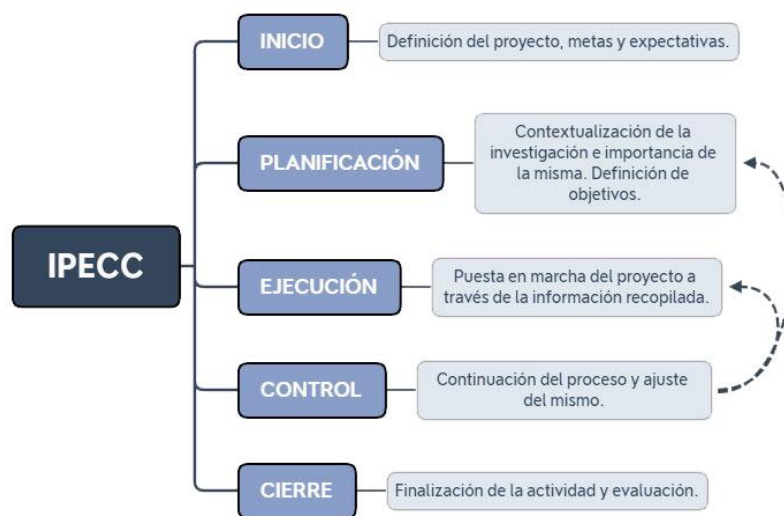 INICIO
Definición del proyecto, metas y expectativas.
PLANIFICACIÓN
Contextualización de la
investigación e importancia de
la misma. Definición de
objetivos.
IPECC
EJECUCIÓN
Puesta en marcha del proyecto a
través de la información recopilada.
CONTROL
Continuación del proceso y ajuste
del mismo.
CIERRE
Finalización de la actividad y evaluación.